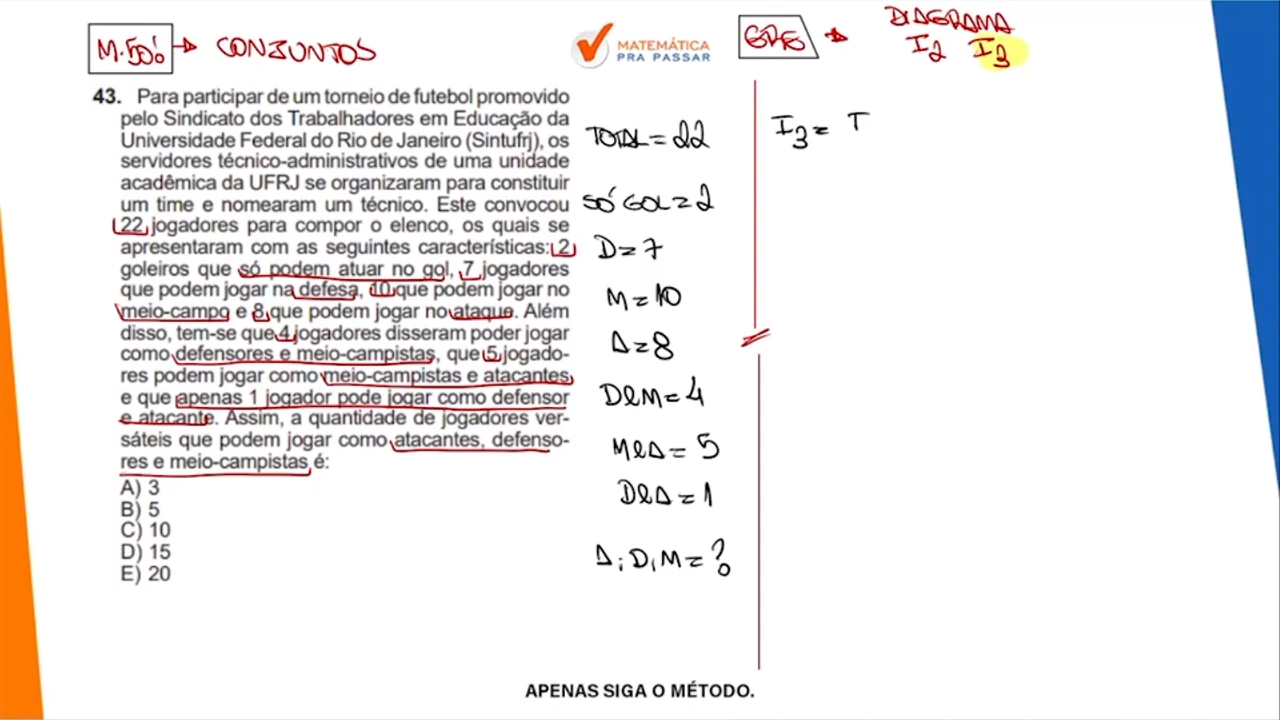 M.50% → CONJUNTOS
MATEMÁTICA
PRA PASSAR
→ DIAGRAMA
I2 I3
43. Para participar de um torneio de futebol promovido
pelo Sindicato dos Trabalhadores em Educação da
Universidade Federal do Rio de Janeiro (Sintufrj), os
servidores técnico-administrativos de uma unidade
acadêmica da UFRJ se organizaram para constituir
um time e nomearam um técnico. Este convocou
22 jogadores para compor o elenco, os quais se
apresentaram com as seguintes características: 2
goleiros que só podem atuar no gol, 7 jogadores
que podem jogar na defesa, 10 que podem jogar no
meio-campo e 8 que podem jogar no ataque. Além
disso, tem-se que 4 jogadores disseram poder jogar
como defensores e meio-campistas, que 5 jogado-
res podem jogar como meio-campistas e atacantes
e que apenas 1 jogador pode jogar como defensor
e atacante. Assim, a quantidade de jogadores ver-
sáteis que podem jogar como atacantes, defenso-
res e meio-campistas é:
A) 3
B) 5
C) 10
D) 15
E) 20
TOTAL = 22
SÓ GOL = 2
D = 7
M = 10
A = 8
DeM = 4
MeA = 5
DeA = 1
A, D, M = ?
I3 = T
APENAS SIGA O MÉTODO.